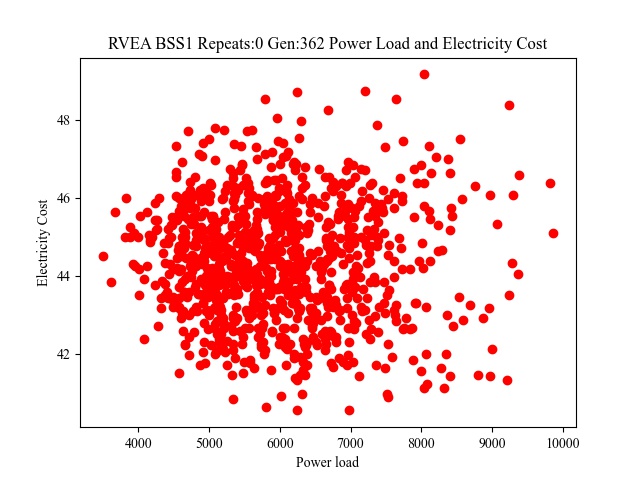 RVEA BSS1 Repeats:0 Gen:362 Power Load and Electricity Cost
Electricity Cost
48
46
44
42
4000 5000 6000 7000 8000 9000 10000
Power load